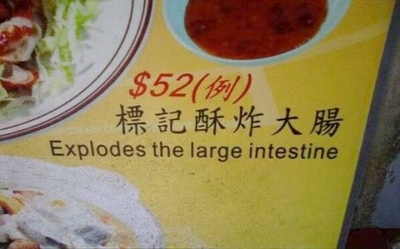 $52(例)
標記酥炸大腸
Explodes the large intestine